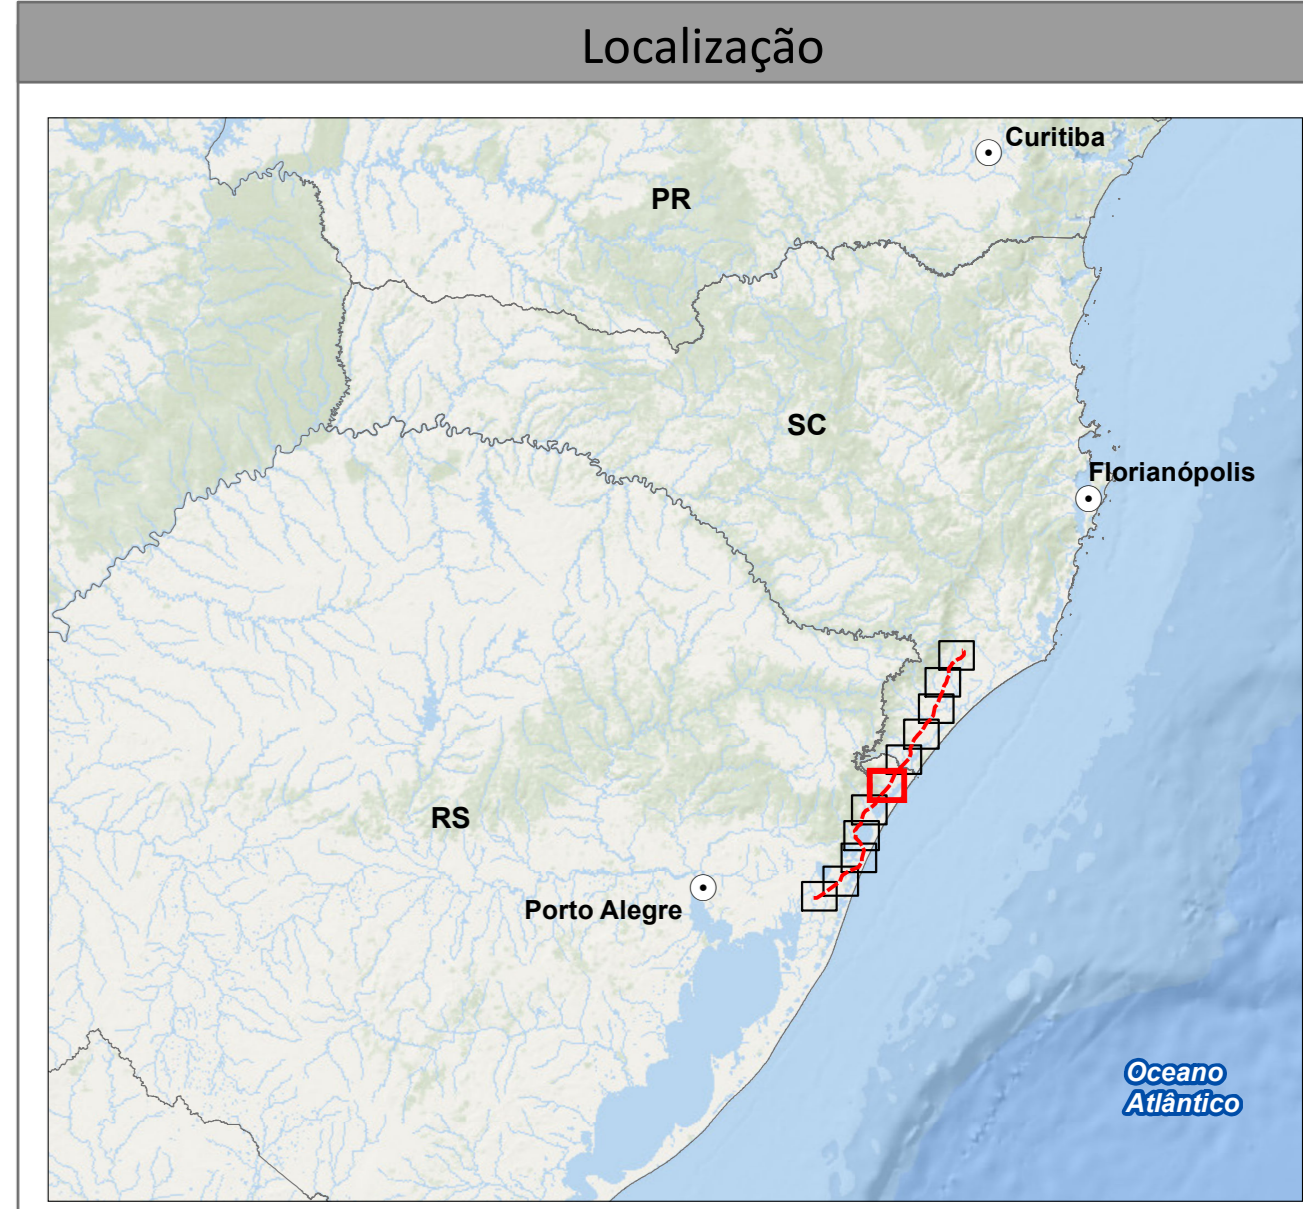 Localização
Curitiba
PR
SC
Florianópolis
RS
Porto Alegre
Oceano
Atlântico